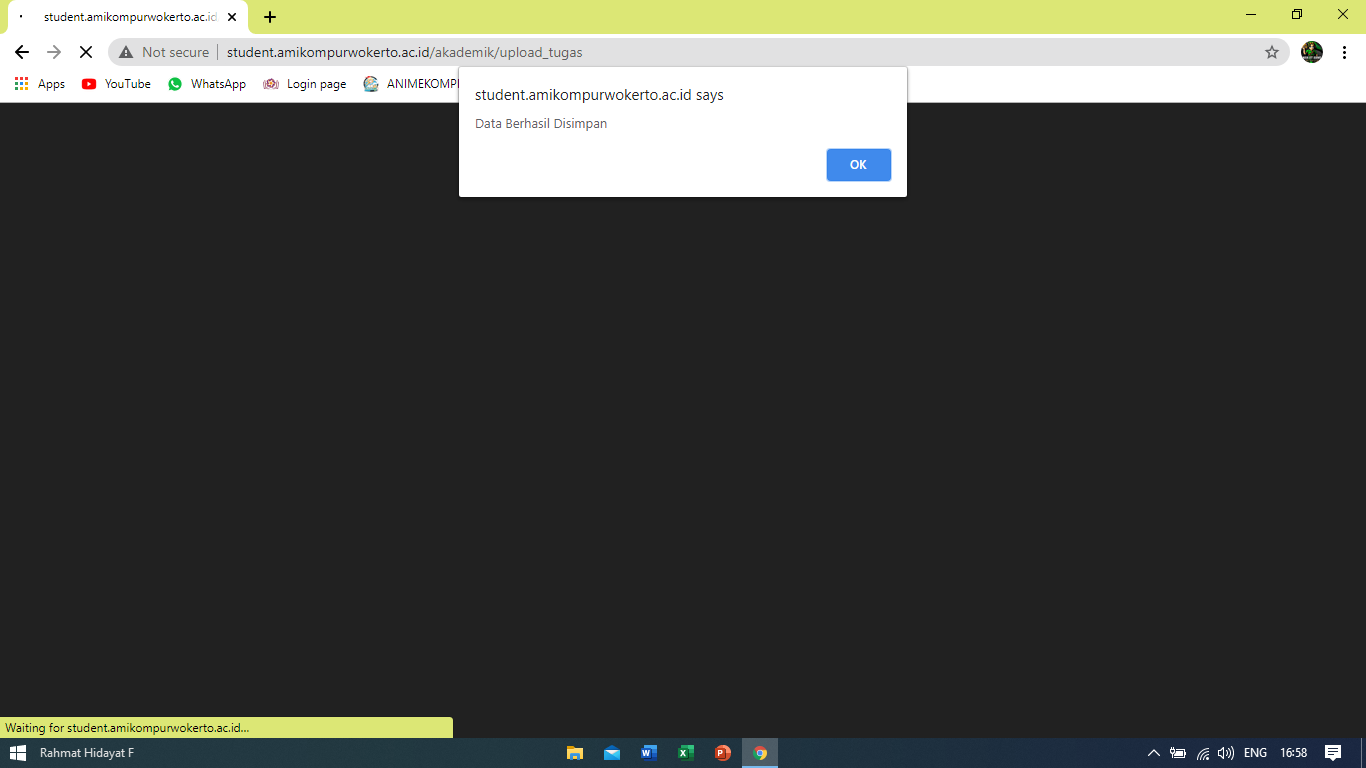 student.amikompurwokerto.ac.id
Not secure student.amikompurwokerto.ac.id/akademik/upload_tugas
Apps YouTube WhatsApp Login page ANIMEKOMP
student.amikompurwokerto.ac.id says
Data Berhasil Disimpan
OK
Waiting for student.amikompurwokerto.ac.id...
Rahmat Hidayat F ENG 16:58